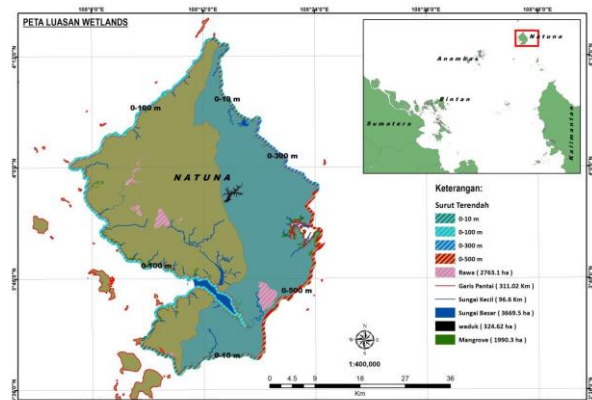 PETA LUASAN WETLANDS
0-100 m
0-10 m
0-300 m
NATUNA
0-100 m
0-500 m
0-10 m
Natuna
Anambas
Bintan
Sumatera
Kalimantan
Keterangan:
Surut Terendah
0-10 m
0-100 m
0-300 m
0-500 m
Rawa ( 2763.1 ha )
Garis Pantai ( 311.02 Km )
Sungai Kecil ( 96.6 Km )
Sungai Besar ( 3669.5 ha )
waduk ( 324.62 Ha )
Mangrove ( 1990.3 ha )
N
W
E
S
1:400,000
0 4.5 9 18 27 36
Km